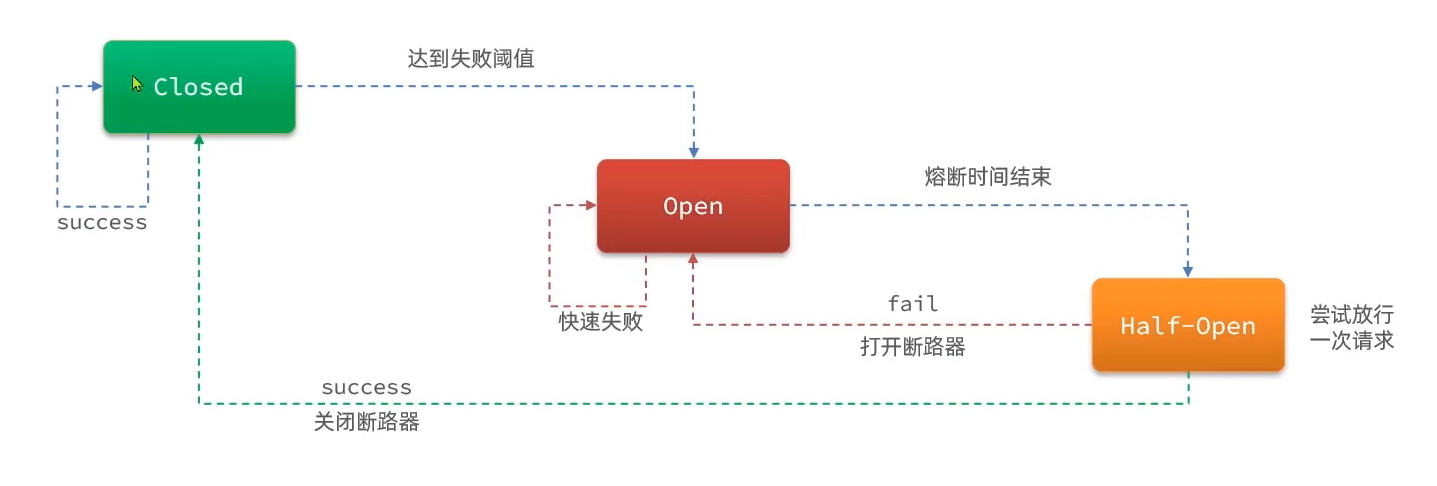 达到失败阈值
Closed
熔断时间结束
Open
success
fail
尝试放行
一次请求
Half-Open
快速失败
打开断路器
success
关闭断路器